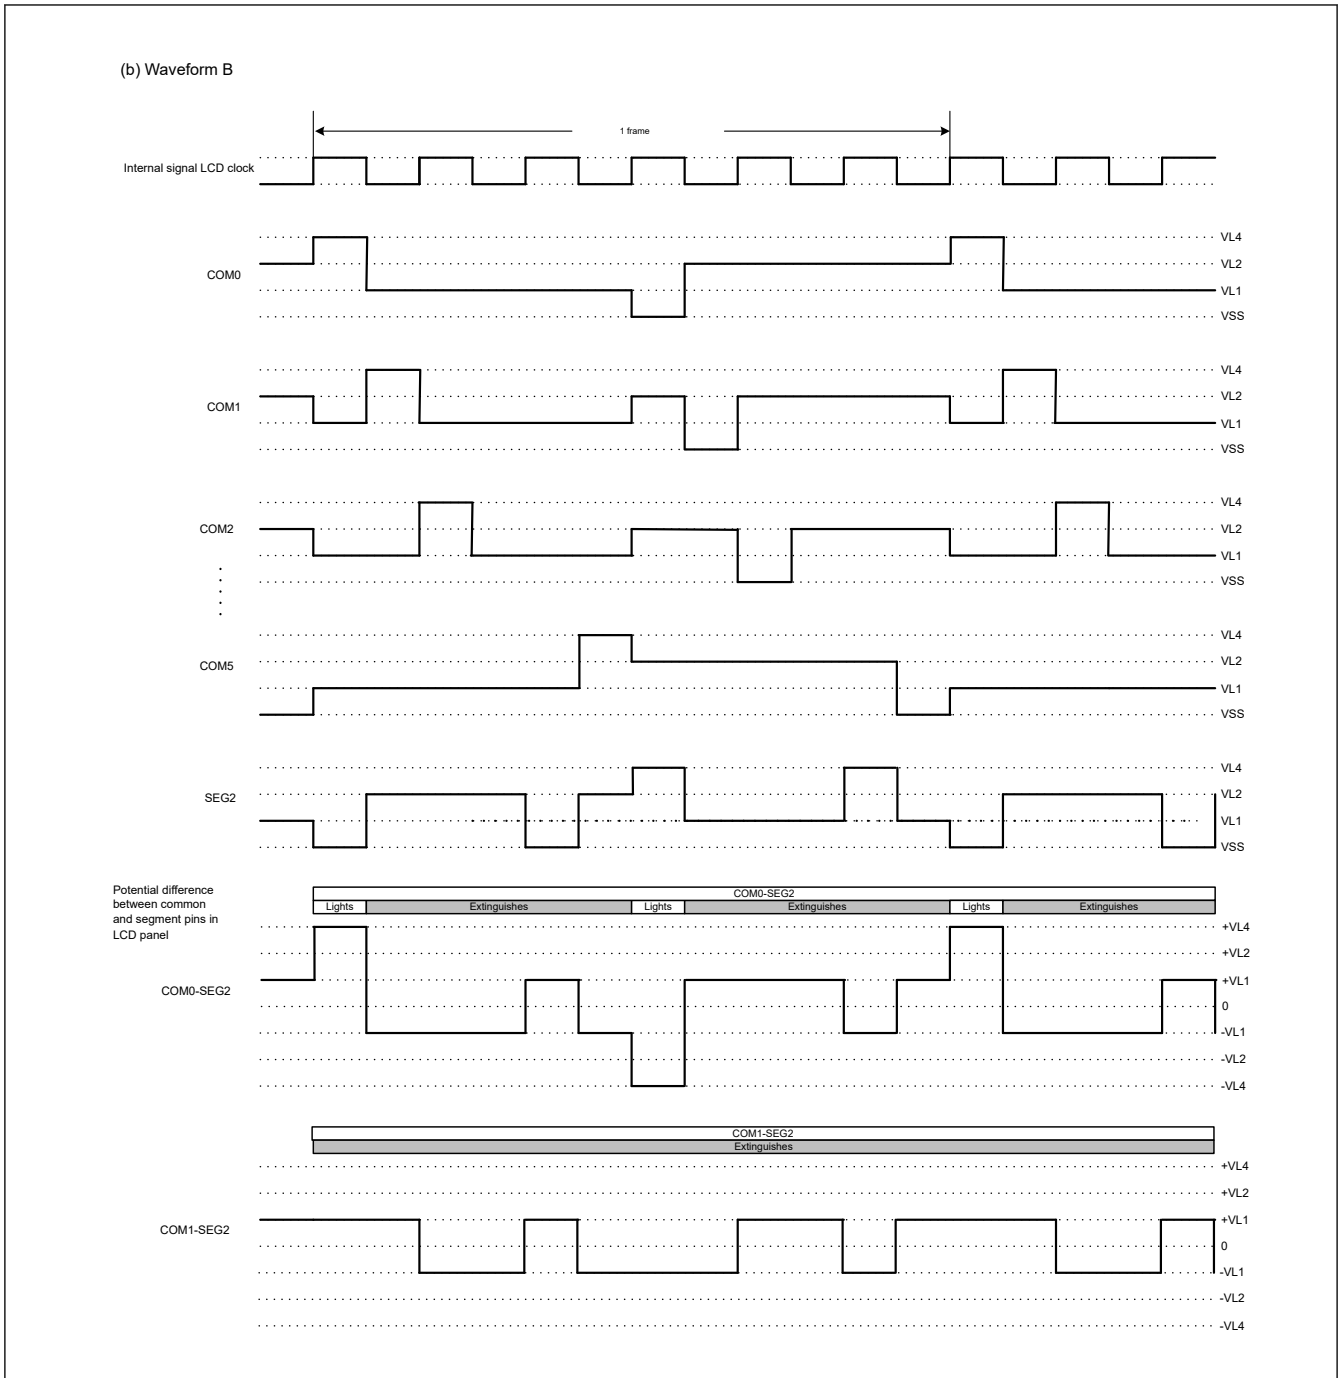 (b) Waveform B
1 frame
Internal signal LCD clock
VL4
VL2
COM0
VL1
VSS
VL4
VL2
COM1
VL1
VSS
VL4
COM2
VL2
VL1
VSS
VL4
COM5
VL2
VL1
VSS
VL4
SEG2
VL2
VL1
VSS
Potential difference
between common
and segment pins in
LCD panel
COM0-SEG2
Lights Extinguishes Lights Extinguishes Lights Extinguishes
+VL4
+VL2
COM0-SEG2
+VL1
0
-VL1
-VL2
-VL4
COM1-SEG2
Extinguishes
+VL4
+VL2
+VL1
COM1-SEG2
0
-VL1
-VL2
-VL4